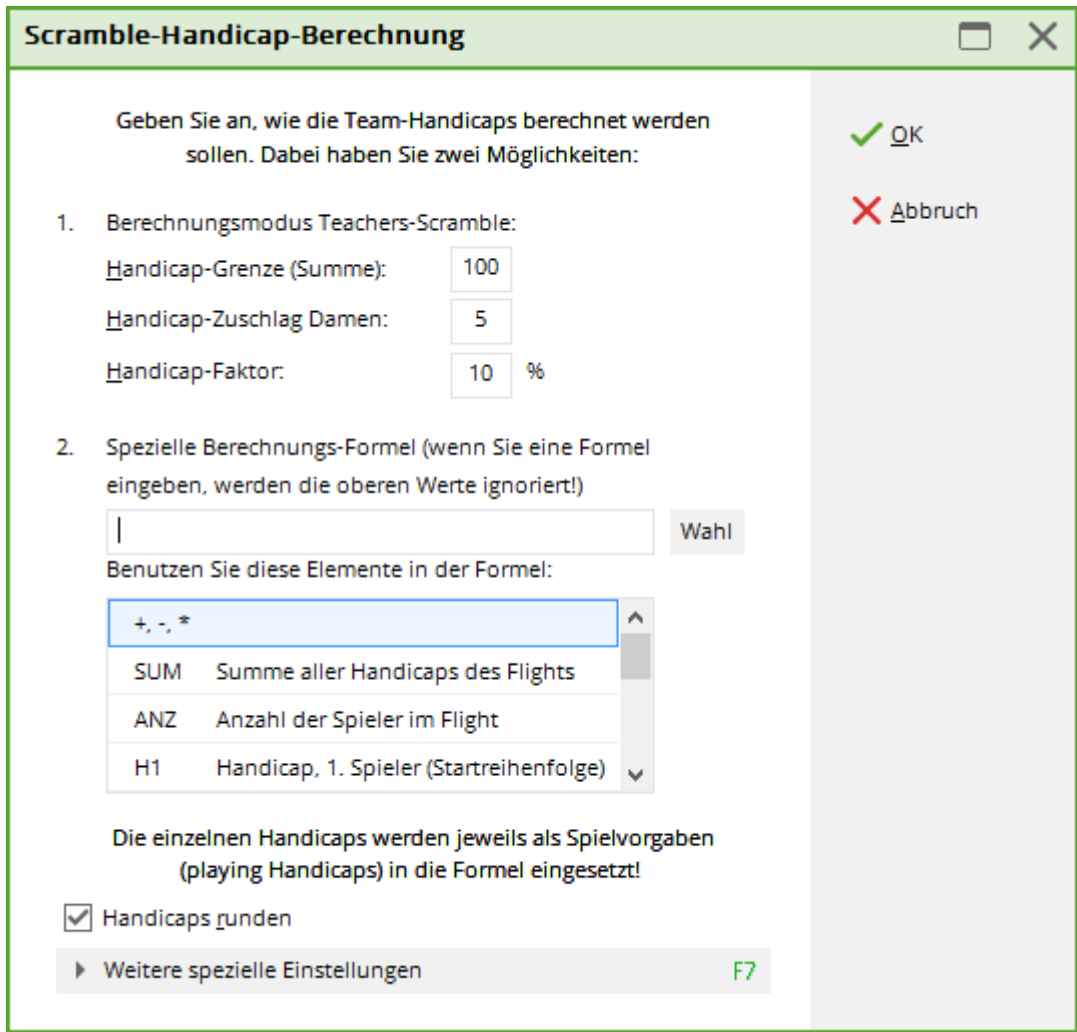 Scramble-Handicap-Berechnung
Geben Sie an, wie die Team-Handicaps berechnet werden
sollen. Dabei haben Sie zwei Möglichkeiten:
OK
Abbruch
1. Berechnungsmodus Teachers-Scramble:
Handicap-Grenze (Summe): 100
Handicap-Zuschlag Damen: 5
Handicap-Faktor: 10 %
2. Spezielle Berechnungs-Formel (wenn Sie eine Formel
eingeben, werden die oberen Werte ignoriert!)
Wahl
Benutzen Sie diese Elemente in der Formel:
+, -, *
SUM Summe aller Handicaps des Flights
ANZ Anzahl der Spieler im Flight
H1 Handicap, 1. Spieler (Startreihenfolge)
Die einzelnen Handicaps werden jeweils als Spielvorgaben
(playing Handicaps) in die Formel eingesetzt!
Handicaps runden
Weitere spezielle Einstellungen F7